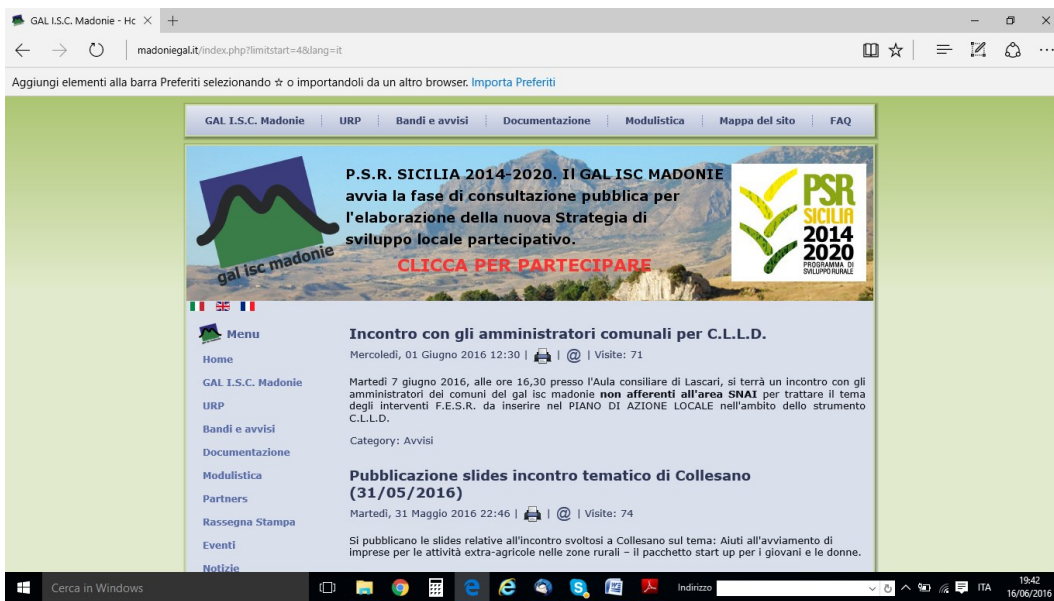 GAL I.S.C. Madonie - Hc
madoniegal.it/index.php?limitstart=4&lang=it
Aggiungi elementi alla barra Preferiti selezionando ☆ o importandoli da un altro browser. Importa Preferiti
GAL I.S.C. Madonie URP Bandi e avvisi Documentazione Modulistica Mappa del sito FAQ
gal isc madonie
P.S.R. SICILIA 2014-2020. Il GAL ISC MADONIE
avvia la fase di consultazione pubblica per
l'elaborazione della nuova Strategia di
sviluppo locale partecipativo.
CLICCA PER PARTECIPARE
PSR
SICILIA
2014
2020
PROGRAMMA DI
SVILUPPO RURALE
Menu
Home
GAL I.S.C. Madonie
URP
Bandi e avvisi
Documentazione
Modulistica
Partners
Rassegna Stampa
Eventi
Notizie
Incontro con gli amministratori comunali per C.L.L.D.
Mercoledì, 01 Giugno 2016 12:30 | | @ | Visite: 71
Martedì 7 giugno 2016, alle ore 16,30 presso l'Aula consiliare di Lascari, si terrà un incontro con gli
amministratori dei comuni del gal isc madonie non afferenti all'area SNAI per trattare il tema
degli interventi F.E.S.R. da inserire nel PIANO DI AZIONE LOCALE nell'ambito dello strumento
C.L.L.D.
Category: Avvisi
Pubblicazione slides incontro tematico di Collesano
(31/05/2016)
Martedì, 31 Maggio 2016 22:46 | | @ | Visite: 74
Si pubblicano le slides relative all'incontro svoltosi a Collesano sul tema: Aiuti all'avviamento di
imprese per le attività extra-agricole nelle zone rurali – il pacchetto start up per i giovani e le donne.
Cerca in Windows
Indirizzo
ITA
19:42
16/06/2016